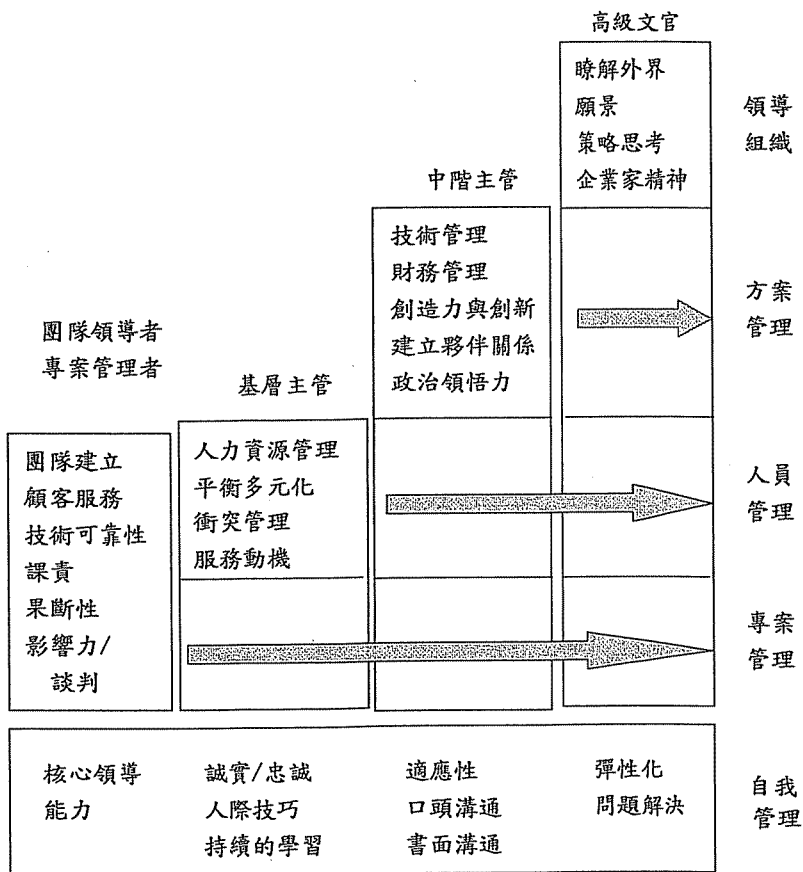 高級文官
瞭解外界
願景
策略思考
企業家精神
領導
組織
中階主管
技術管理
財務管理
創造力與創新
建立夥伴關係
政治領悟力
方案
管理
團隊領導者
專案管理者
基層主管
團隊建立
顧客服務
技術可靠性
課責
果斷性
影響力/
談判
人力資源管理
平衡多元化
衝突管理
服務動機
人員
管理
專案
管理
核心領導
能力
誠實/忠誠
人際技巧
持續的學習
適應性
口頭溝通
書面溝通
彈性化
問題解決
自我
管理